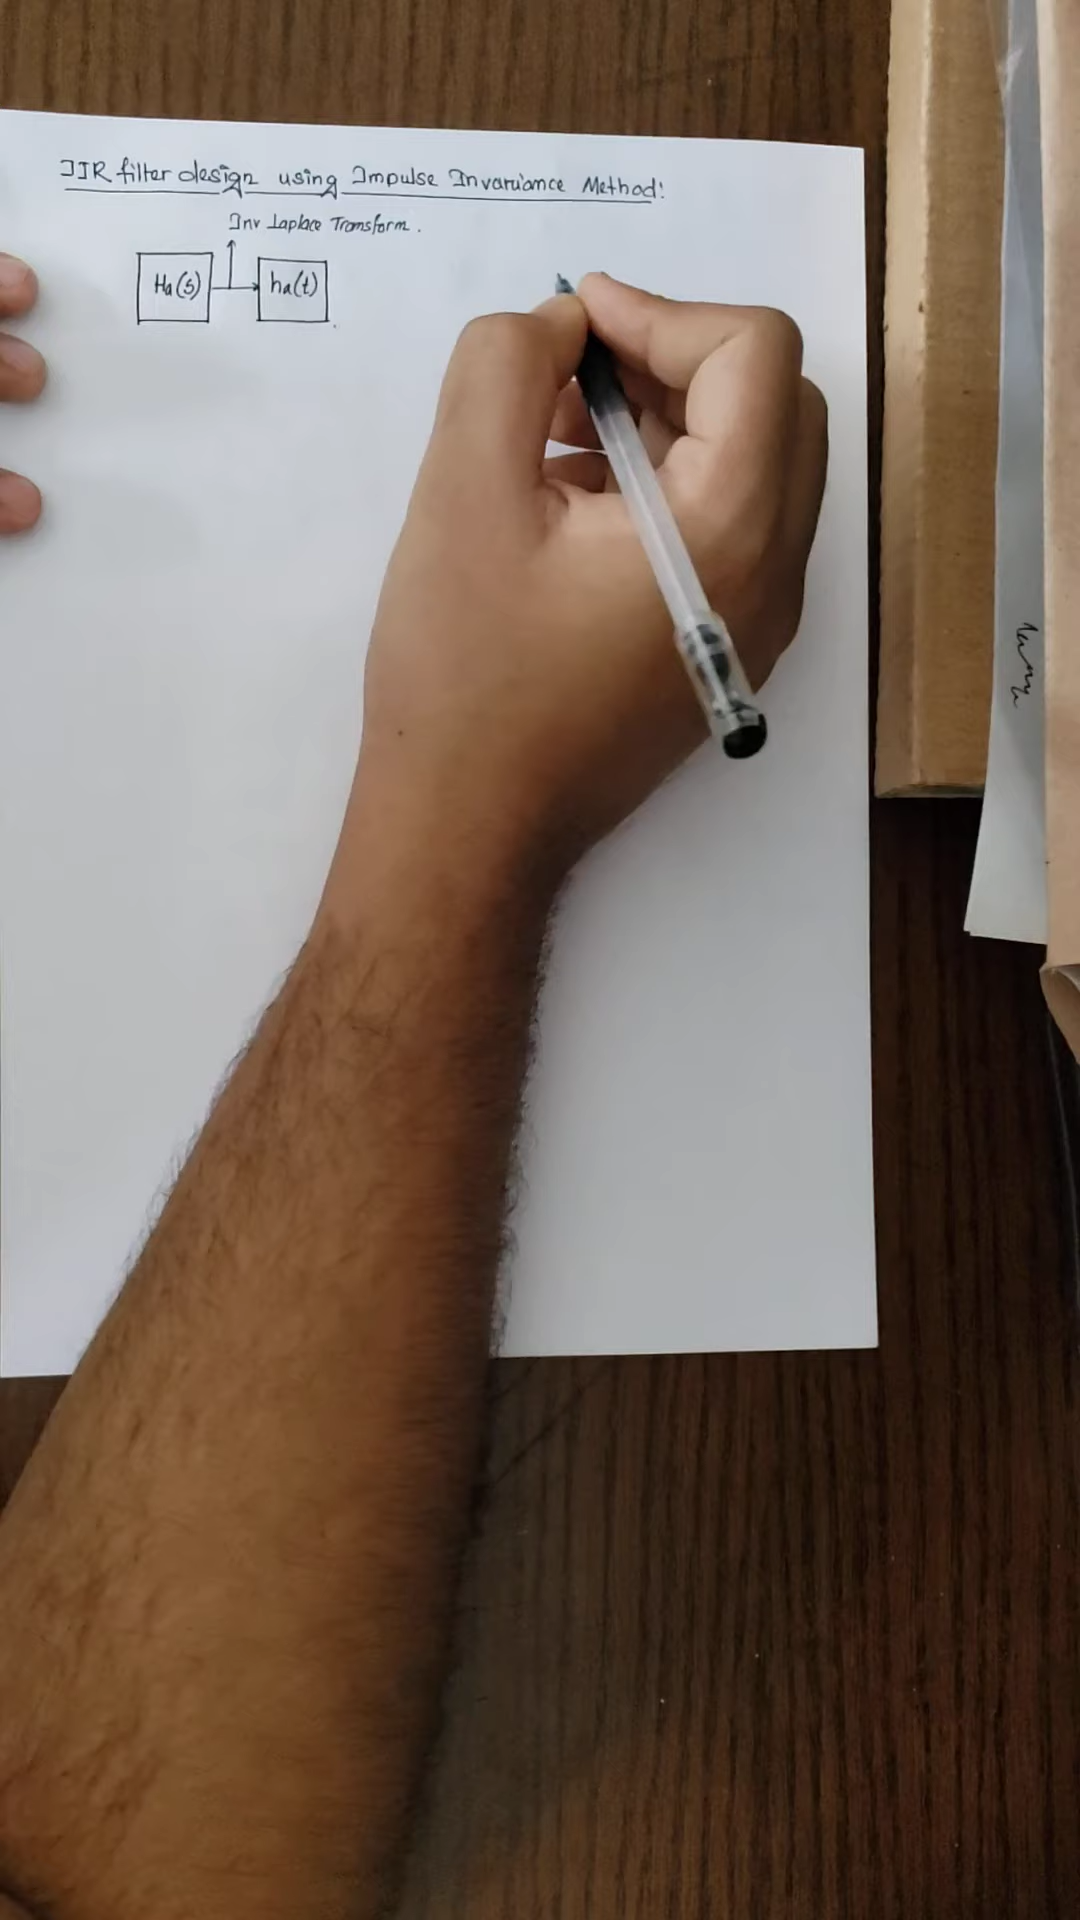 IIR filter design using Impulse Invariance Method:
Inv Laplace Transform.
Ha(s) ha(t)